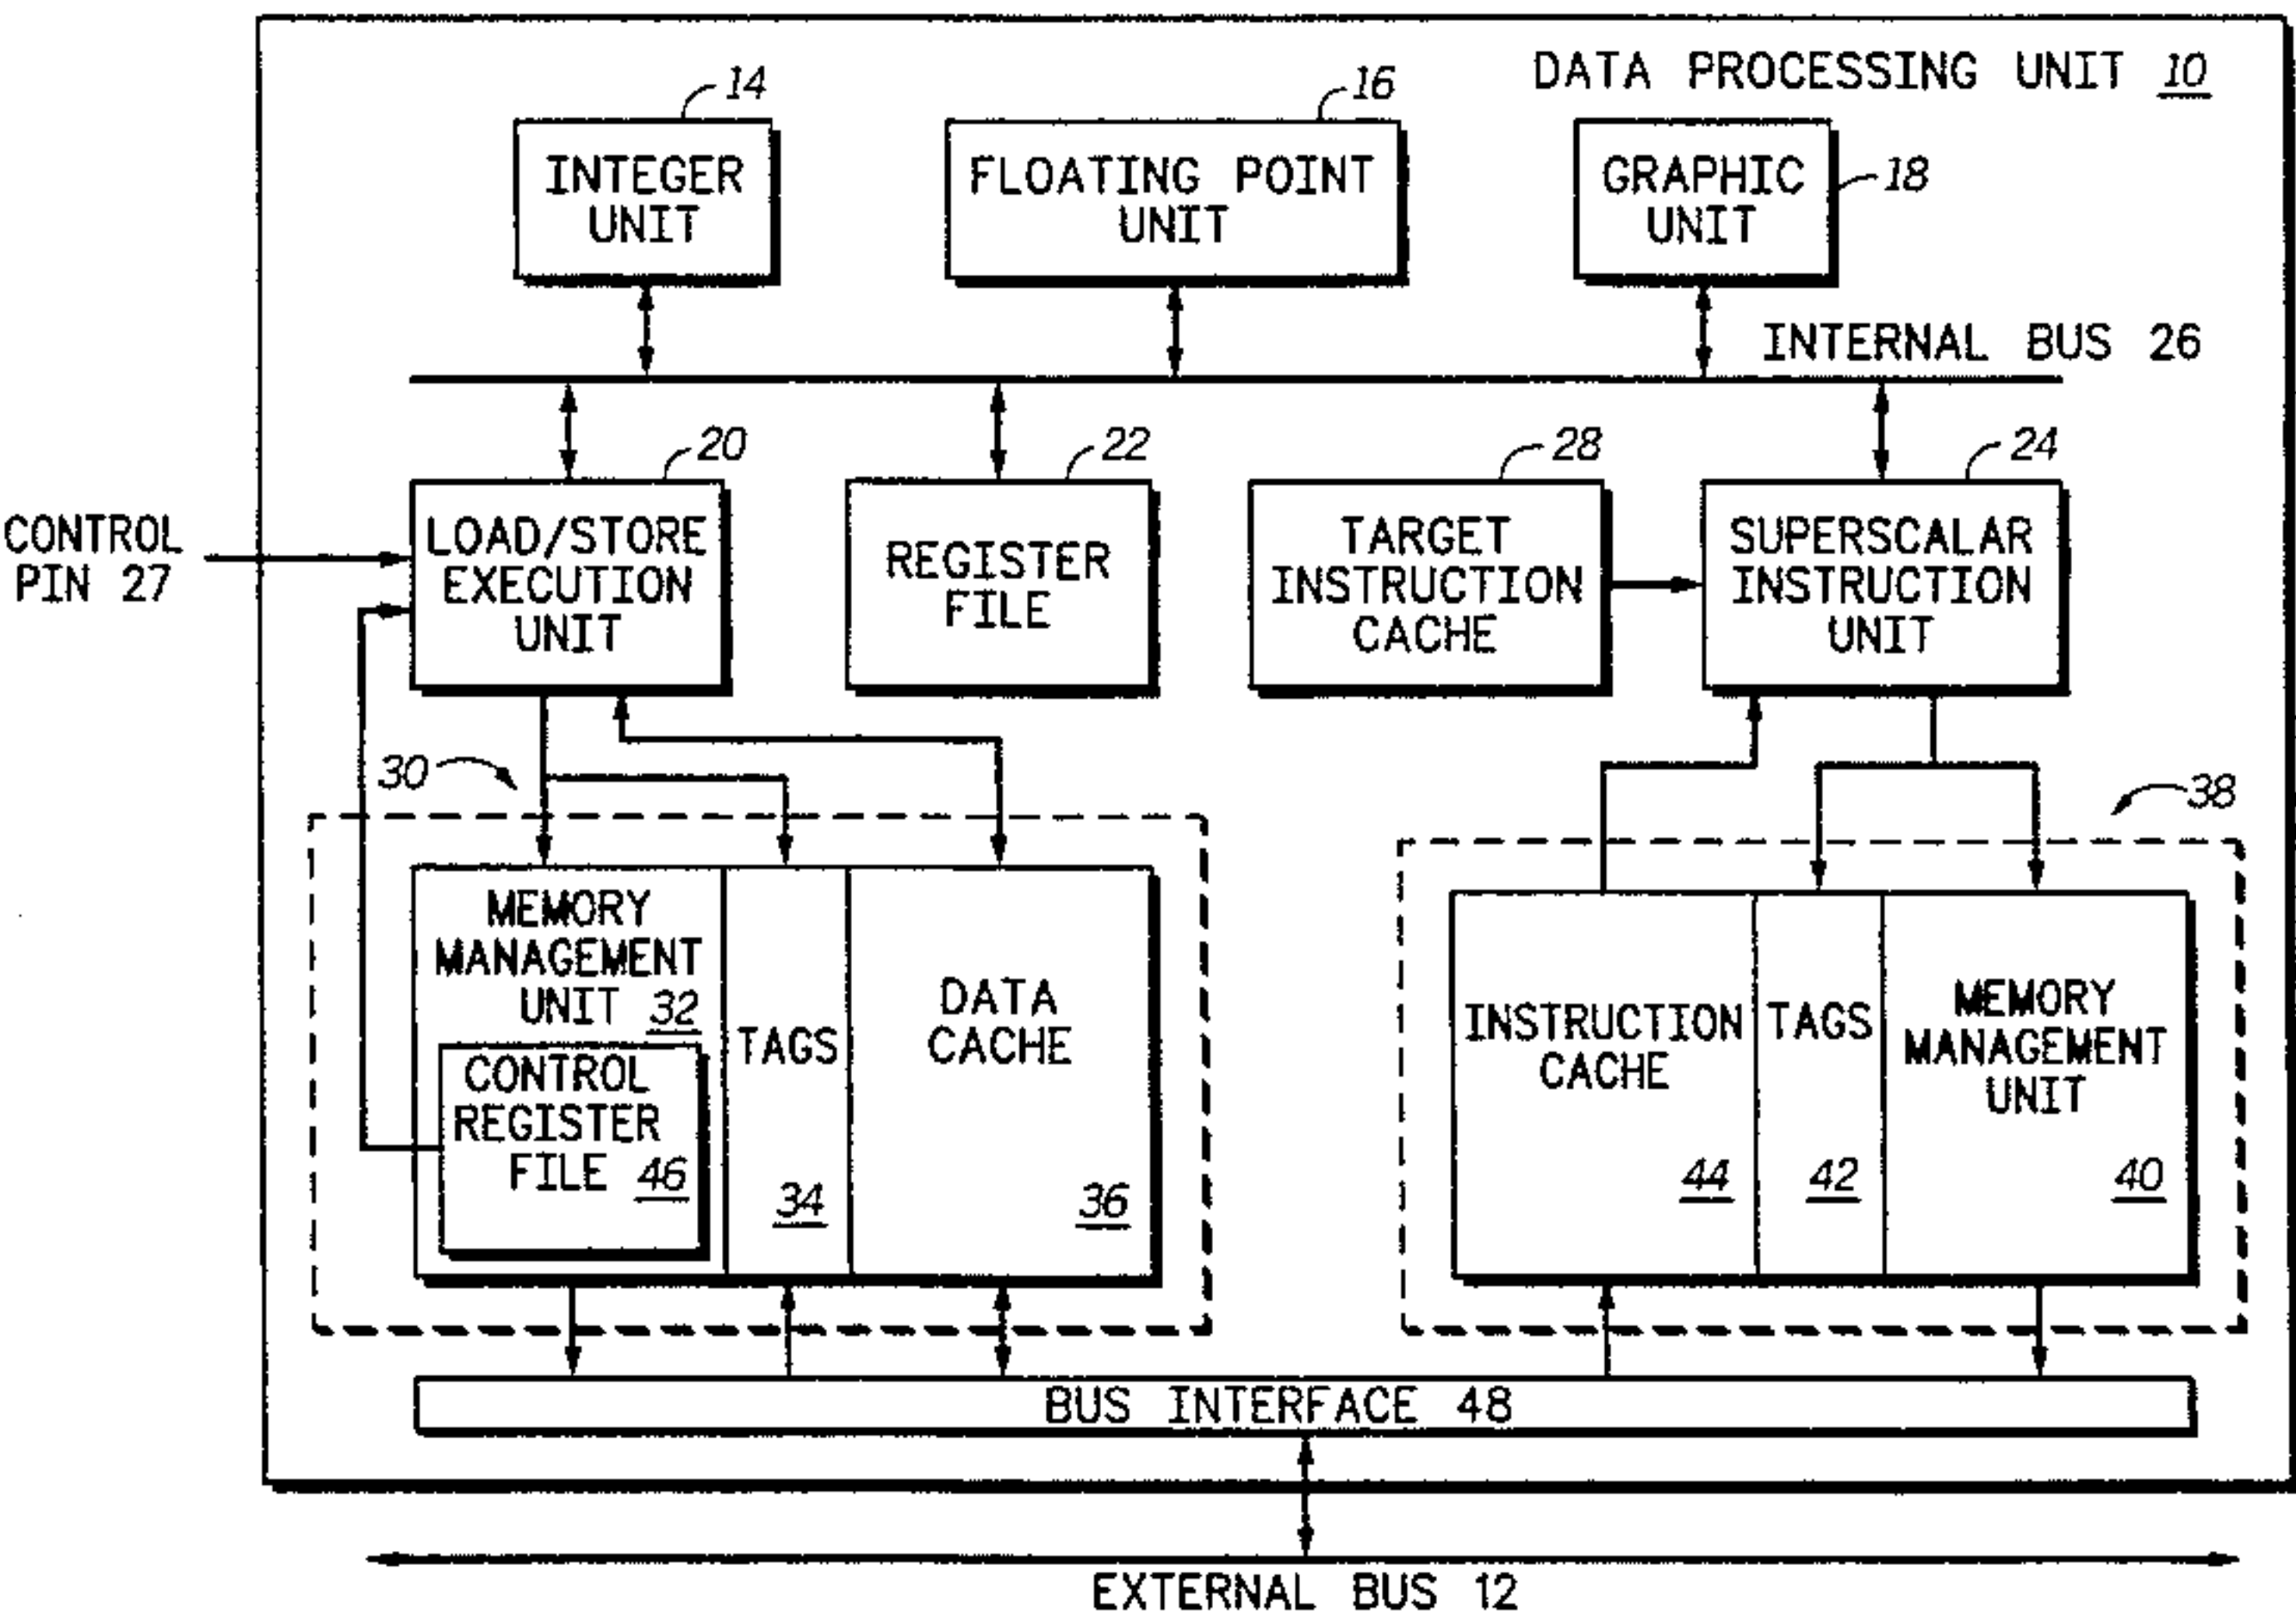 DATA PROCESSING UNIT 10
14
INTEGER
UNIT
16
FLOATING POINT
UNIT
GRAPHIC
UNIT
18
INTERNAL BUS 26
CONTROL
PIN 27
20
LOAD/STORE
EXECUTION
UNIT
22
REGISTER
FILE
28
TARGET
INSTRUCTION
CACHE
24
SUPERSCALAR
INSTRUCTION
UNIT
30
38
MEMORY
MANAGEMENT
UNIT 32
CONTROL
REGISTER
FILE 46
TAGS
34
DATA
CACHE
36
INSTRUCTION
CACHE
44
TAGS
42
MEMORY
MANAGEMENT
UNIT
40
BUS INTERFACE 48
EXTERNAL BUS 12